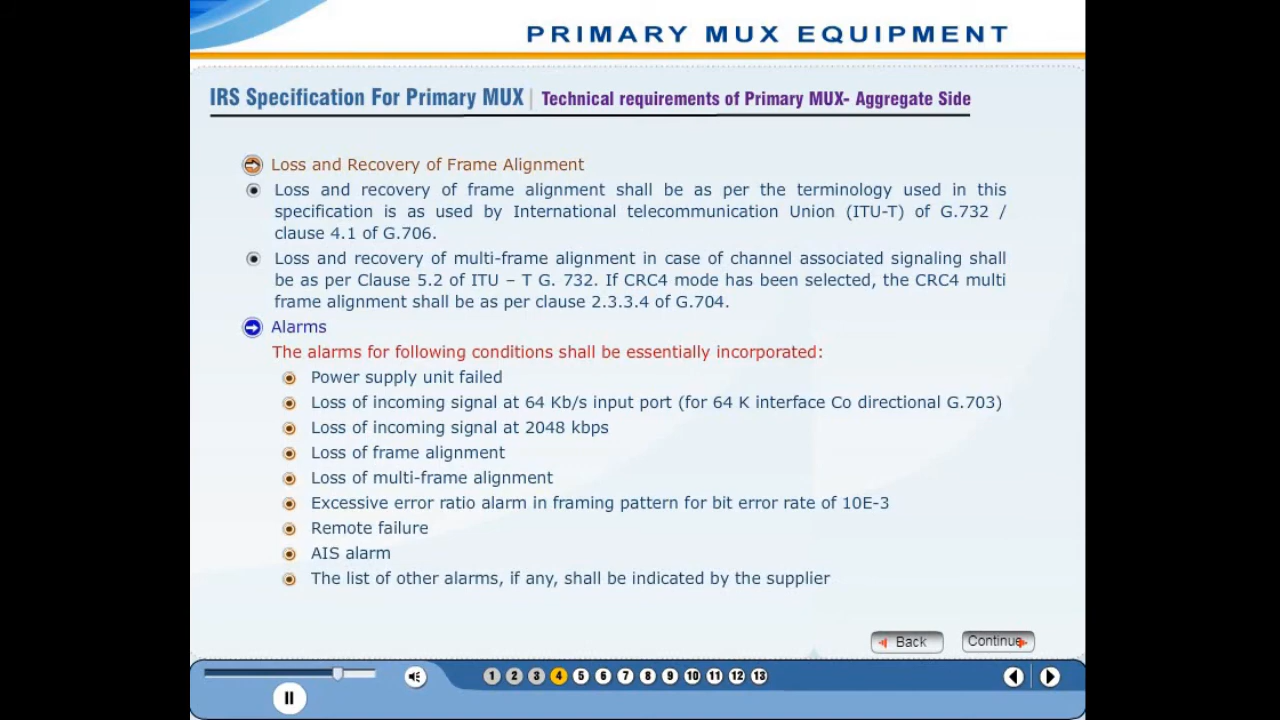 PRIMARY MUX EQUIPMENT
IRS Specification For Primary MUX | Technical requirements of Primary MUX- Aggregate Side
Loss and Recovery of Frame Alignment
Loss and recovery of frame alignment shall be as per the terminology used in this
specification is as used by International telecommunication Union (ITU-T) of G.732 /
clause 4.1 of G.706.
Loss and recovery of multi-frame alignment in case of channel associated signaling shall
be as per Clause 5.2 of ITU – T G. 732. If CRC4 mode has been selected, the CRC4 multi
frame alignment shall be as per clause 2.3.3.4 of G.704.
Alarms
The alarms for following conditions shall be essentially incorporated:
Power supply unit failed
Loss of incoming signal at 64 Kb/s input port (for 64 K interface Co directional G.703)
Loss of incoming signal at 2048 kbps
Loss of frame alignment
Loss of multi-frame alignment
Excessive error ratio alarm in framing pattern for bit error rate of 10E-3
Remote failure
AIS alarm
The list of other alarms, if any, shall be indicated by the supplier
Back Continue
1 2 3 4 5 6 7 8 9 10 11 12 13